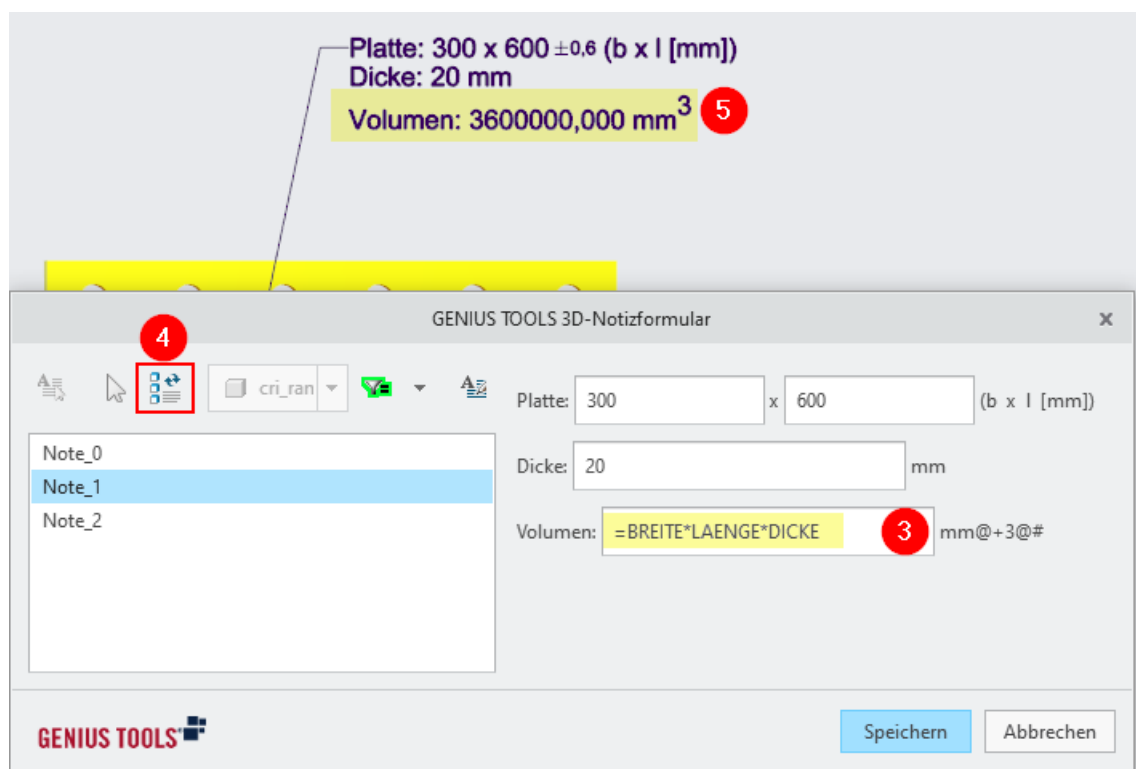 Platte: 300 x 600 ±0,6 (b x l [mm])
Dicke: 20 mm
Volumen: 3600000,000 mm³
5
GENIUS TOOLS 3D-Notizformular
x
4
cri_ran
Platte: 300 x 600 (b x l [mm])
Note_0
Note_1
Note_2
Dicke: 20 mm
Volumen: =BREITE*LAENGE*DICKE 3 mm@+3@#
GENIUS TOOLS
Speichern
Abbrechen